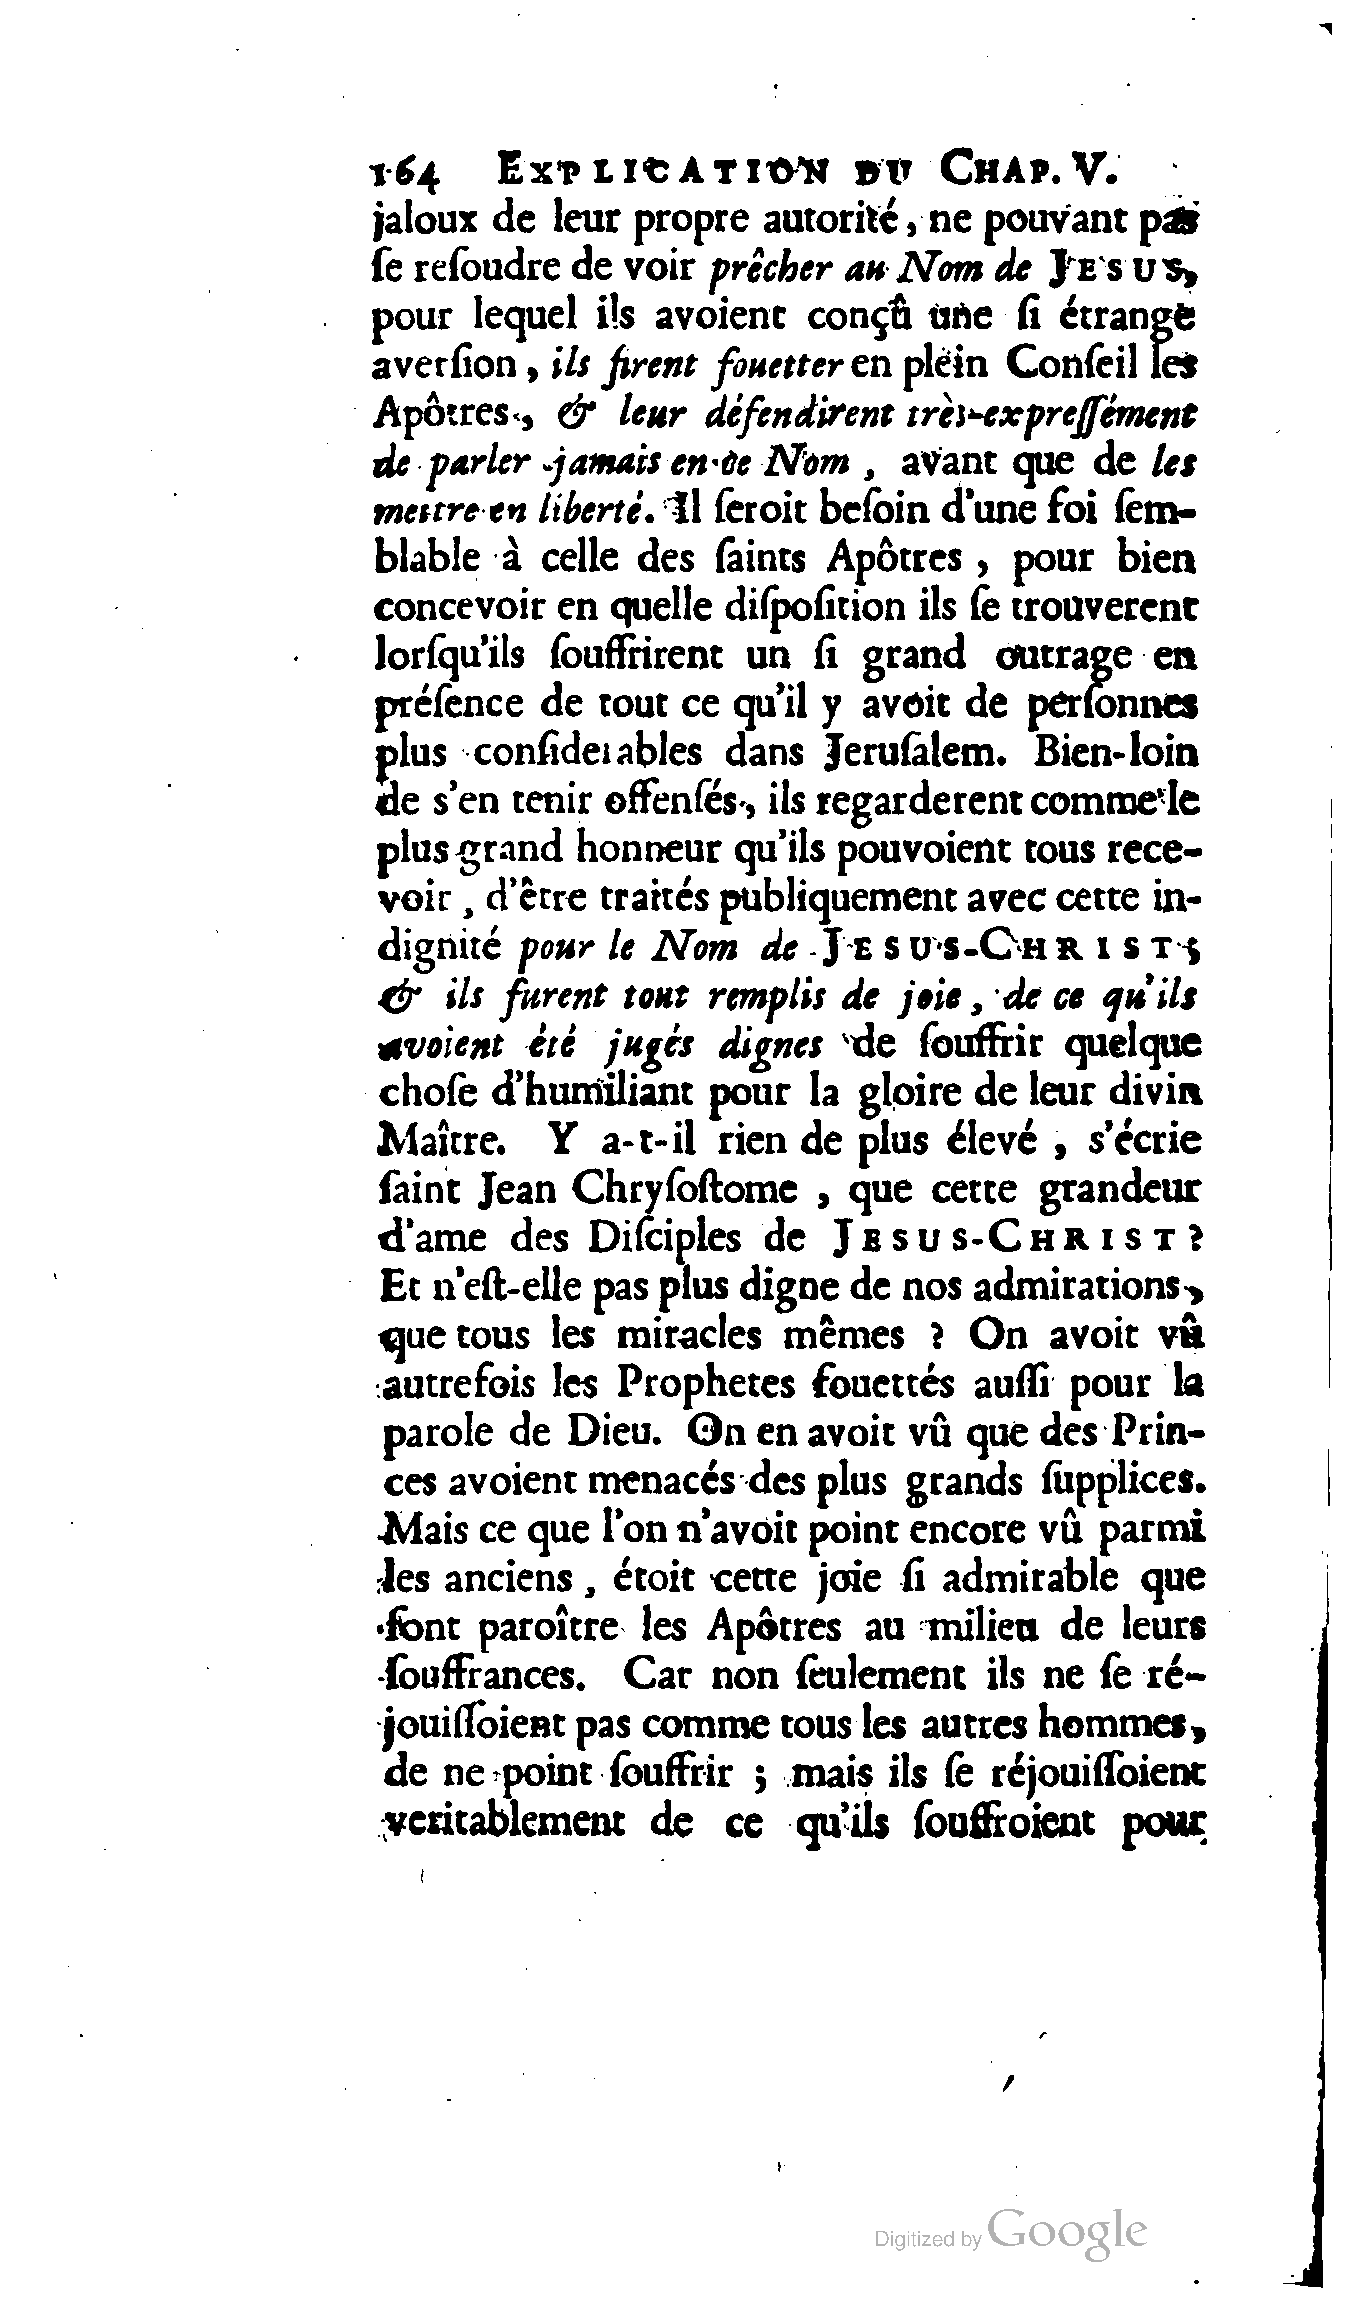 164 EXPLICATION DU CHAP. V.
jaloux de leur propre autorité, ne pouvant pas
ſe reſoudre de voir prêcher au Nom de JESUS,
pour lequel ils avoient conçû une ſi étrange
averſion, ils firent fouetter en plein Conſeil les
Apôtres, & leur défendirent très-expreſſément
de parler jamais en ce Nom, avant que de les
mettre en liberté. Il ſeroit beſoin d'une foi ſem-
blable à celle des ſaints Apôtres, pour bien
concevoir en quelle diſpoſition ils ſe trouverent
lorſqu'ils ſouffrirent un ſi grand outrage en
préſence de tout ce qu'il y avoit de perſonnes
plus conſiderables dans Jeruſalem. Bien-loin
de s'en tenir offenſés, ils regarderent comme le
plus grand honneur qu'ils pouvoient tous rece-
voir, d'être traités publiquement avec cette in-
dignité pour le Nom de JESUS-CHRIST;
& ils furent tout remplis de joie, de ce qu'ils
avoient été jugés dignes de ſouffrir quelque
choſe d'humiliant pour la gloire de leur divin
Maître. Y a-t-il rien de plus élevé, s'écrie
ſaint Jean Chryſoſtome, que cette grandeur
d'ame des Diſciples de JESUS-CHRIST?
Et n'eſt-elle pas plus digne de nos admirations,
que tous les miracles mêmes? On avoit vû
autrefois les Prophetes fouettés auſſi pour la
parole de Dieu. On en avoit vû que des Prin-
ces avoient menacés des plus grands ſupplices.
Mais ce que l'on n'avoit point encore vû parmi
les anciens, étoit cette joie ſi admirable que
font paroître les Apôtres au milieu de leurs
ſouffrances. Car non ſeulement ils ne ſe ré-
jouiſſoient pas comme tous les autres hommes,
de ne point ſouffrir; mais ils ſe réjouiſſoient
veritablement de ce qu'ils ſouffroient pour
Digitized by Google